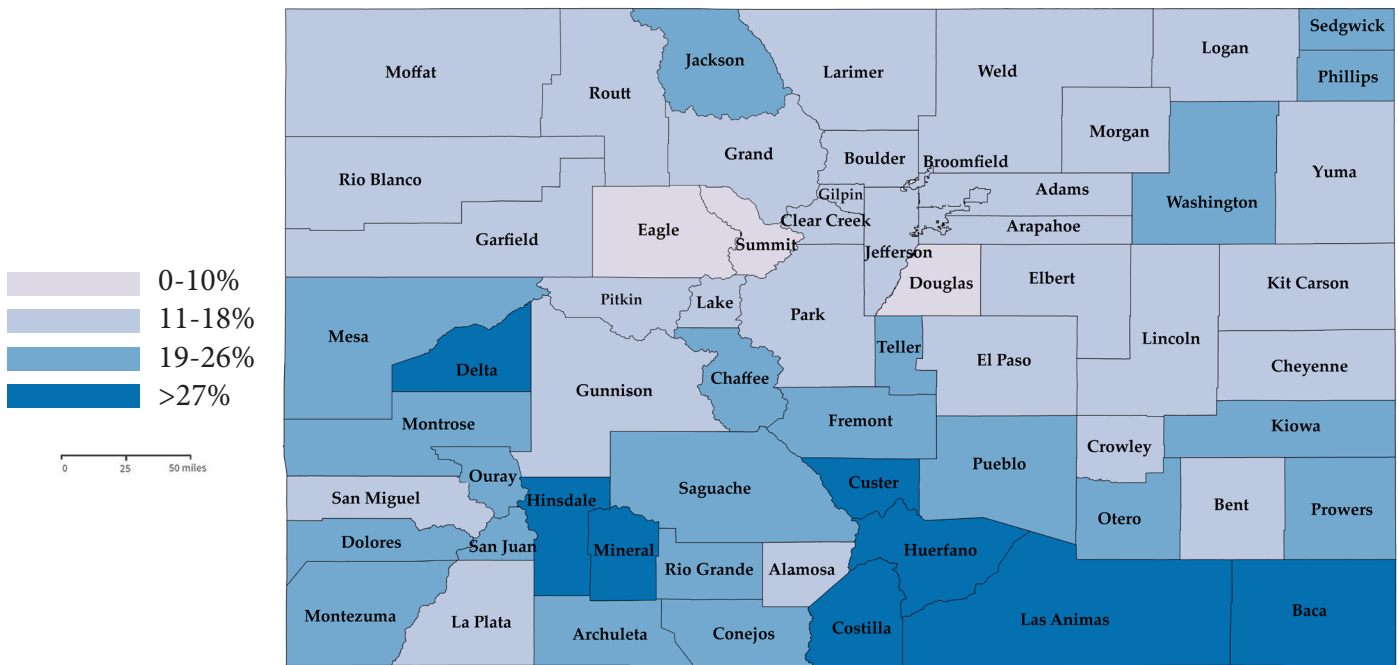 0-10%
11-18%
19-26%
>27%
0
25
50 miles
Moffat
Routt
Jackson
Larimer
Weld
Logan
Sedgwick
Phillips
Rio Blanco
Grand
Boulder
Broomfield
Morgan
Washington
Yuma
Garfield
Eagle
Summit
Gilpin
Clear Creek
Jefferson
Adams
Arapahoe
Douglas
Elbert
Lincoln
Kit Carson
Mesa
Delta
Pitkin
Lake
Park
Teller
El Paso
Cheyenne
Gunnison
Chaffee
Fremont
Crowley
Kiowa
Montrose
Ouray
Saguache
Custer
Pueblo
Otero
Bent
Prowers
San Miguel
Hinsdale
Dolores
San Juan
Mineral
Rio Grande
Alamosa
Huerfano
Montezuma
La Plata
Archuleta
Conejos
Costilla
Las Animas
Baca